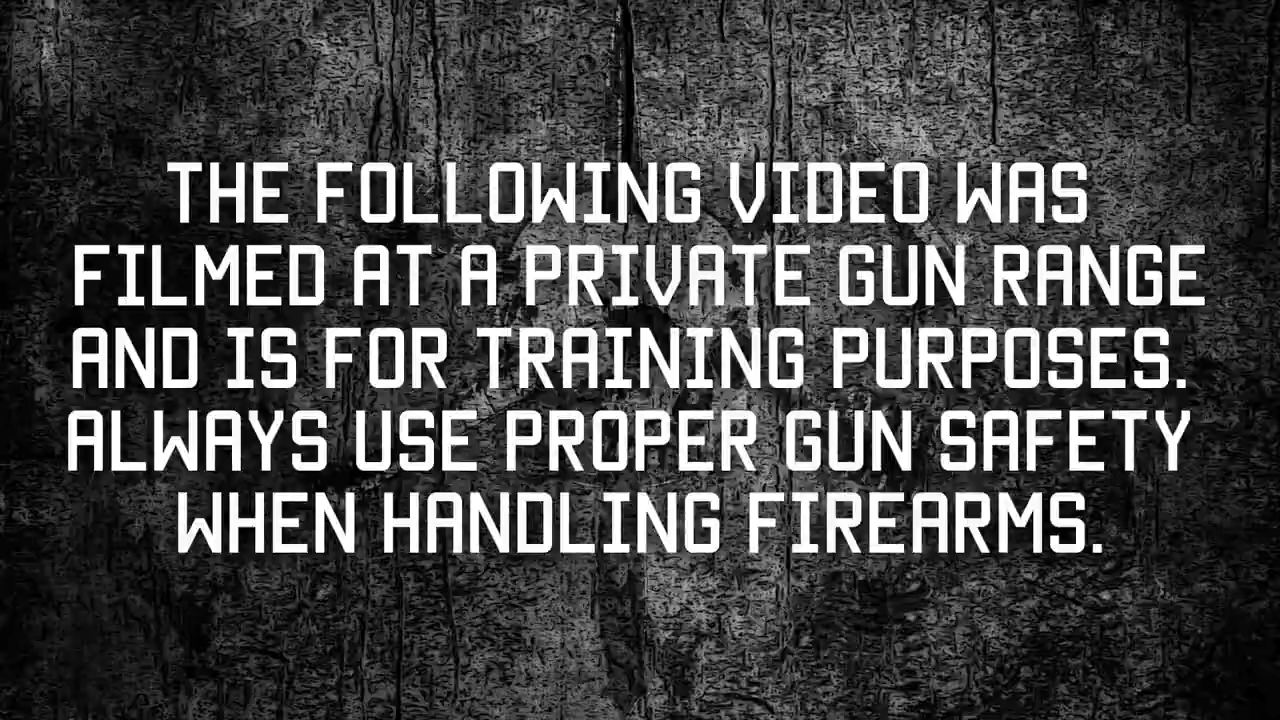 THE FOLLOWING VIDEO WAS
FILMED AT A PRIVATE GUN RANGE
AND IS FOR TRAINING PURPOSES.
ALWAYS USE PROPER GUN SAFETY
WHEN HANDLING FIREARMS.